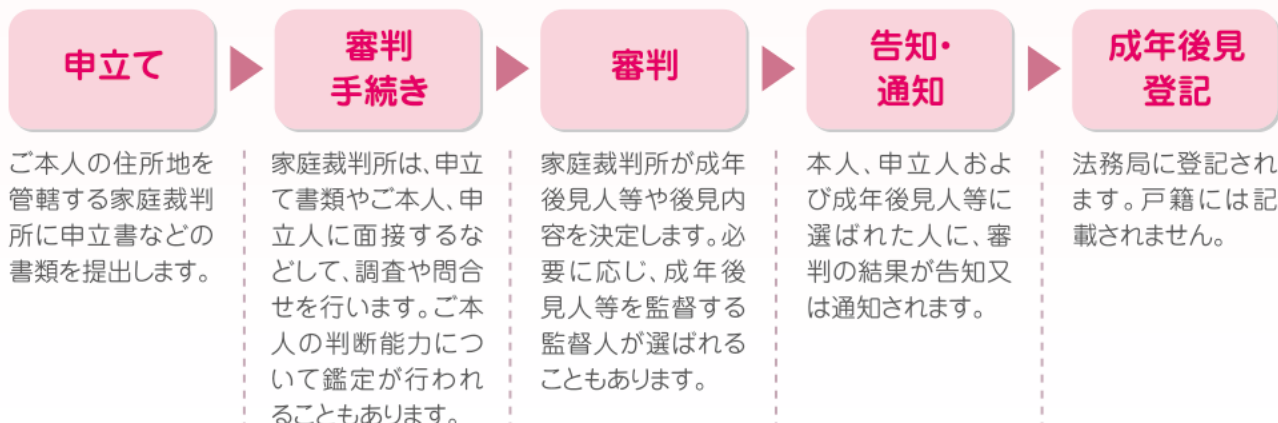 申立て
ご本人の住所地を
管轄する家庭裁判
所に申立書などの
書類を提出します。
審判
手続き
家庭裁判所は、申立
て書類やご本人、申
立人に面接するな
どして、調査や問合
せを行います。ご本
人の判断能力につ
いて鑑定が行われ
ることもあります。
審判
家庭裁判所が成年
後見人等や後見内
容を決定します。必
要に応じ、成年後
見人等を監督する
監督人が選ばれる
こともあります。
告知・
通知
本人、申立人およ
び成年後見人等に
選ばれた人に、審
判の結果が告知又
は通知されます。
成年後見
登記
法務局に登記され
ます。戸籍には記
載されません。